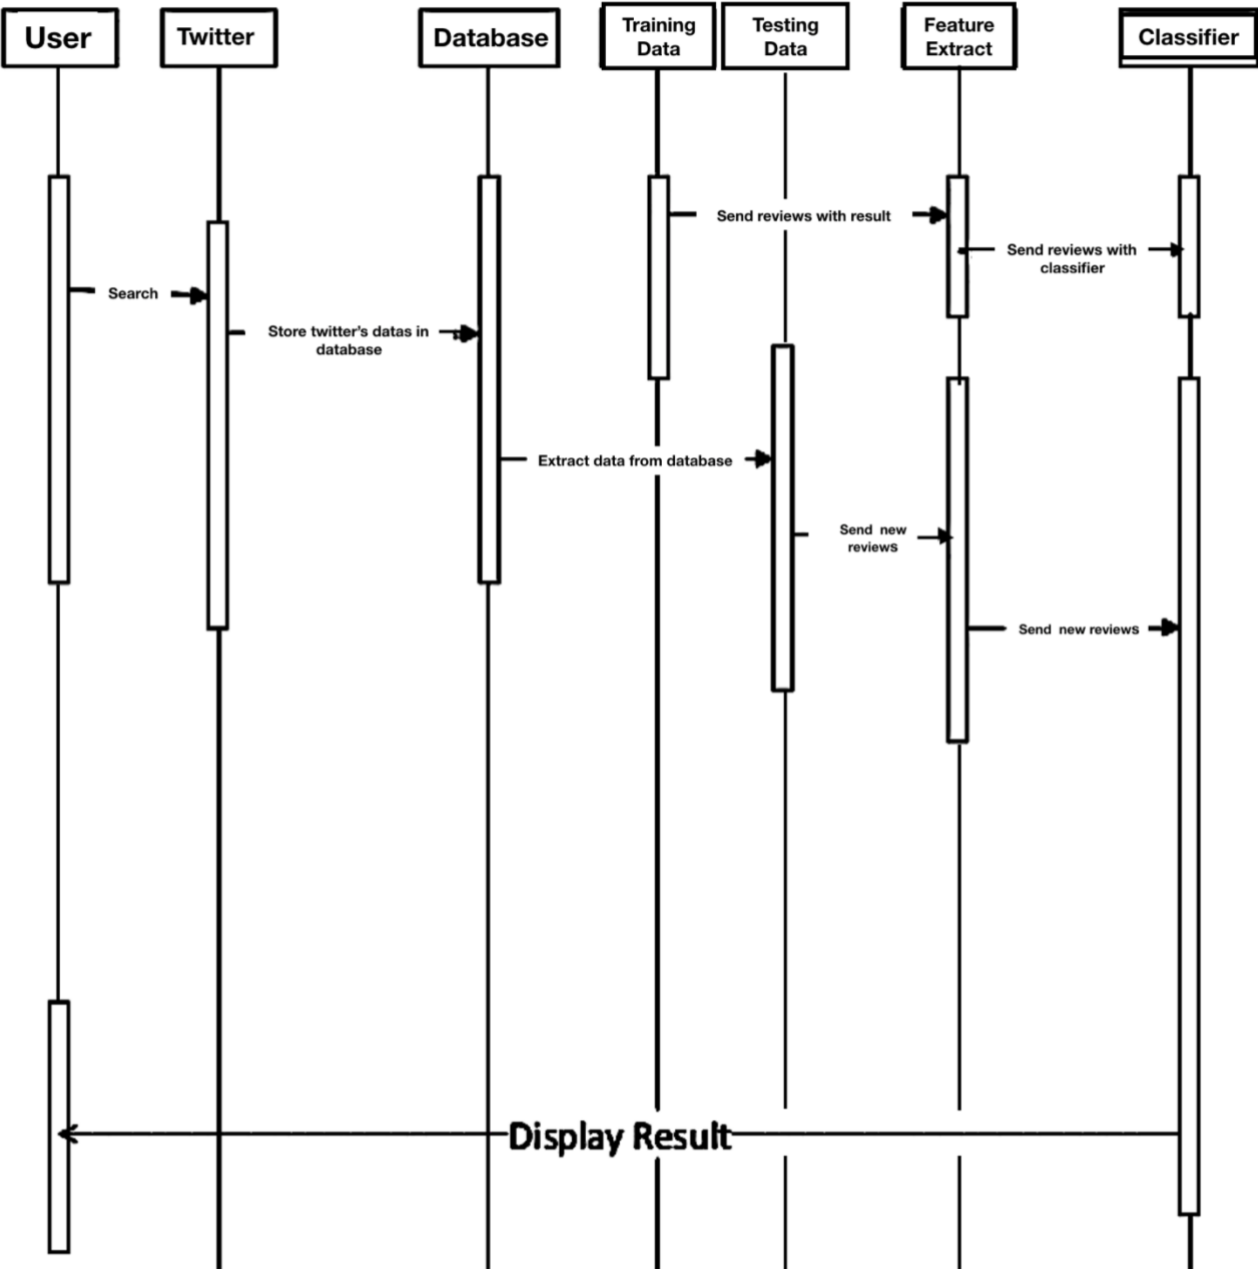 User
Twitter
Database
Training
Data
Testing
Data
Feature
Extract
Classifier
Send reviews with result
Send reviews with
classifier
Search
Store twitter's datas in
database
Extract data from database
Send new
reviews
Send new reviews
Display Result